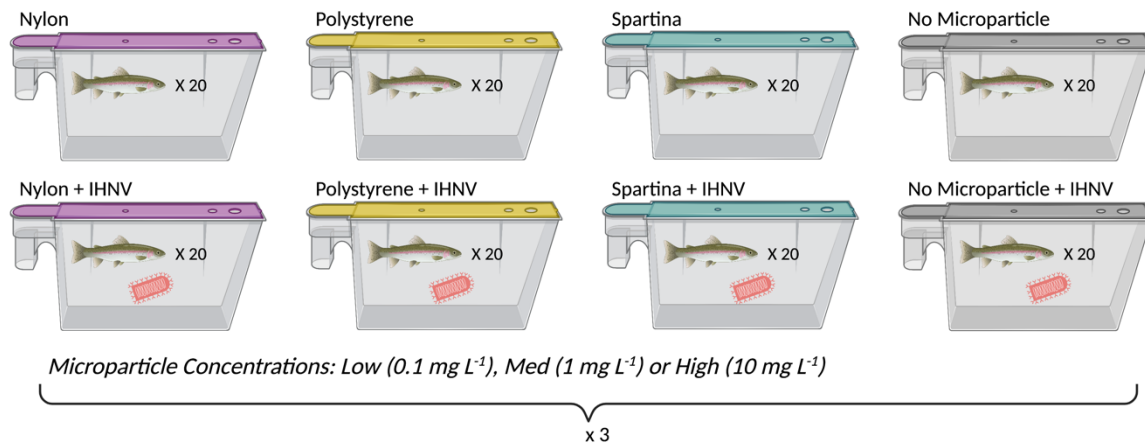 Nylon
Polystyrene
Spartina
No Microparticle
X 20
X 20
X 20
X 20
Nylon + IHNV
Polystyrene + IHNV
Spartina + IHNV
No Microparticle + IHNV
X 20
X 20
X 20
X 20
Microparticle Concentrations: Low (0.1 mg L⁻¹), Med (1 mg L⁻¹) or High (10 mg L⁻¹)
x 3